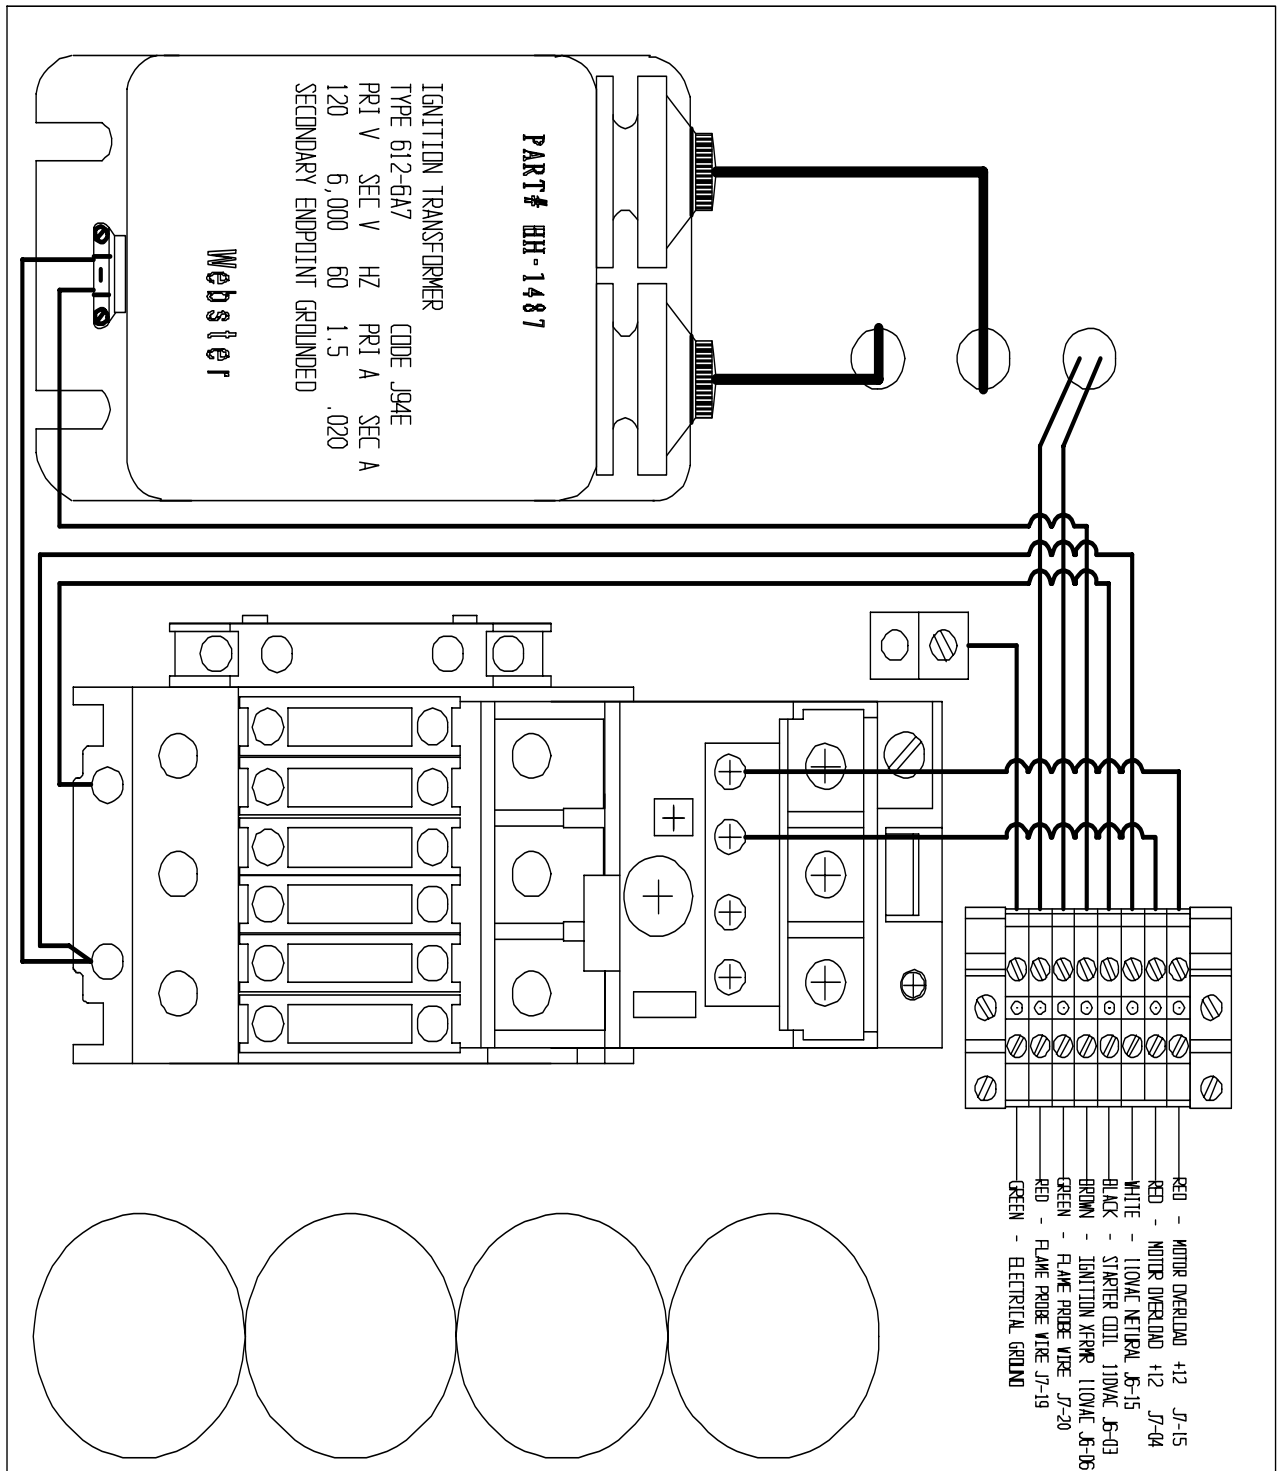 PART# HH-1487
IGNITION TRANSFORMER
TYPE 612-6A7 CODE J94E
PRI V SEC V HZ PRI A SEC A
120 6,000 60 1.5 .020
SECONDARY ENDPOINT GROUNDED
Webster
RED - MOTOR OVERLOAD +12 J7-15
RED - MOTOR OVERLOAD +12 J7-04
WHITE - 110VAC NETURAL J6-15
BLACK - STARTER COIL 110VAC J6-03
BROWN - IGNITION XFRMR 110VAC J6-06
GREEN - FLAME PROBE WIRE J7-20
RED - FLAME PROBE WIRE J7-19
GREEN - ELECTRICAL GROUND